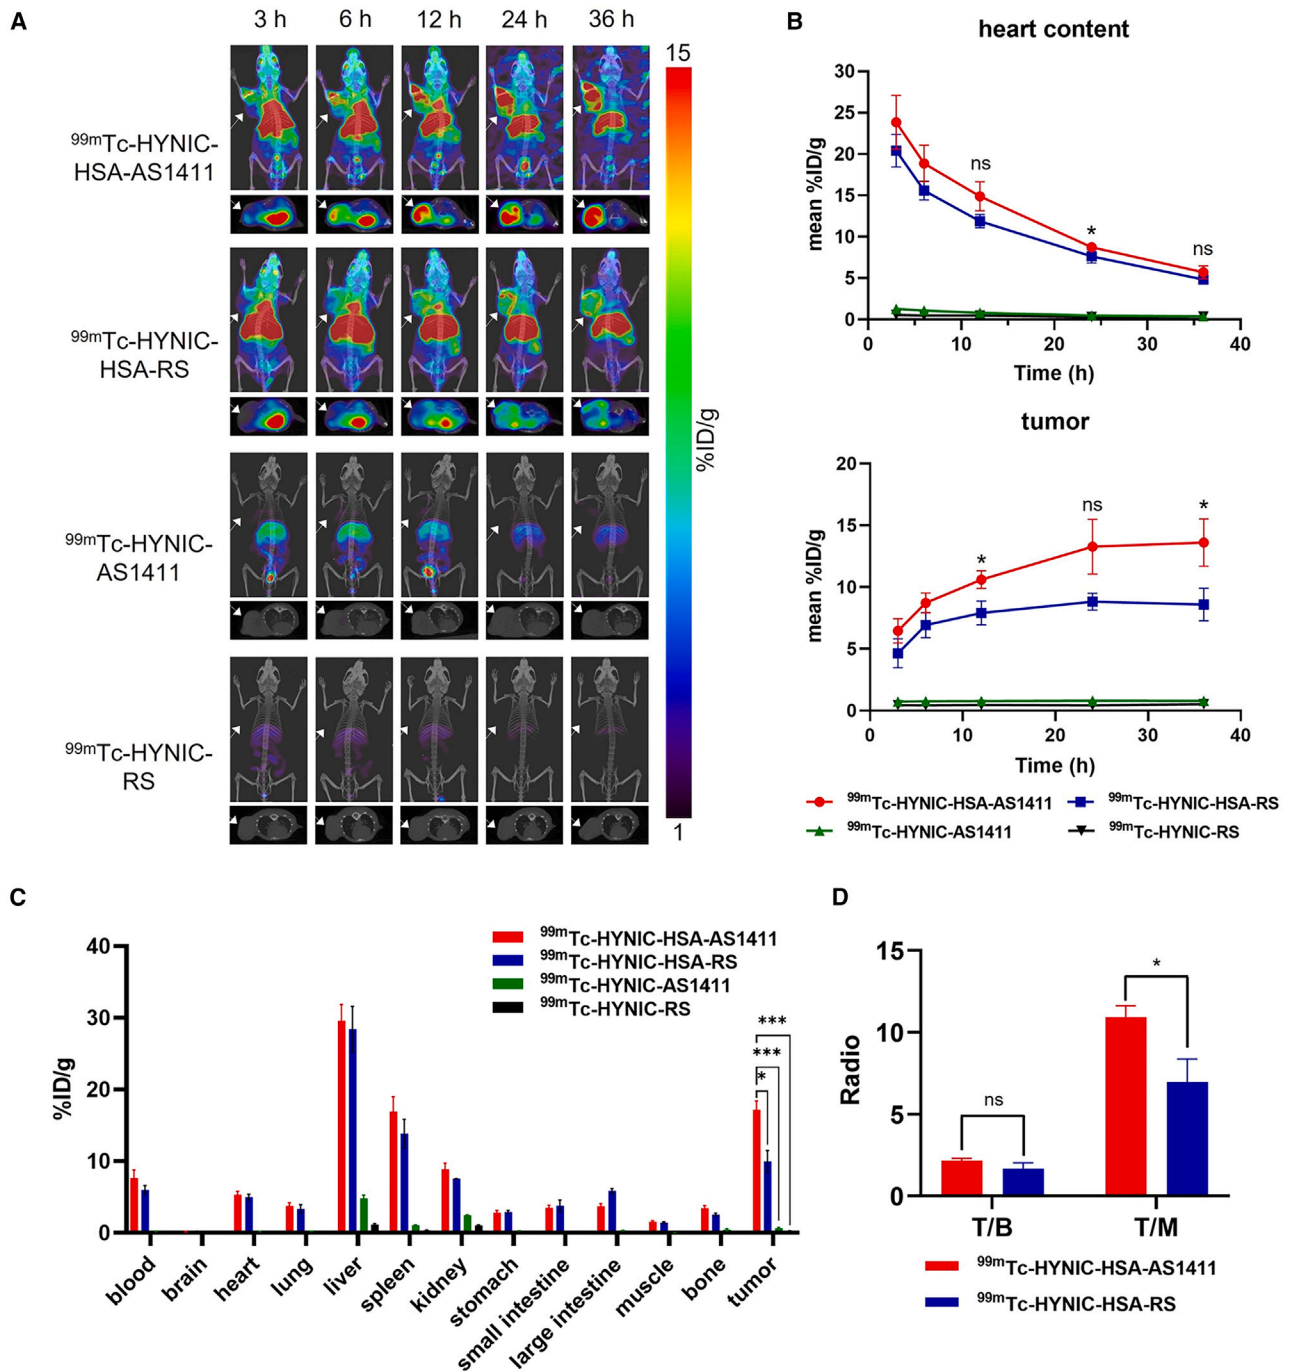 A
3 h 6 h 12 h 24 h 36 h
99mTc-HYNIC-
HSA-AS1411
99mTc-HYNIC-
HSA-RS
99mTc-HYNIC-
AS1411
99mTc-HYNIC-
RS
15
%ID/g
1
B
heart content
mean %ID/g
30
25
20
15
10
5
0
ns
*
ns
0 10 20 30 40
Time (h)
tumor
mean %ID/g
20
15
10
5
0
*
ns
*
0 10 20 30 40
Time (h)
99mTc-HYNIC-HSA-AS1411 99mTc-HYNIC-HSA-RS
99mTc-HYNIC-AS1411 99mTc-HYNIC-RS
C
%ID/g
40
30
20
10
0
99mTc-HYNIC-HSA-AS1411
99mTc-HYNIC-HSA-RS
99mTc-HYNIC-AS1411
99mTc-HYNIC-RS
***
***
*
blood brain heart lung liver spleen kidney stomach small intestine large intestine muscle bone tumor
D
Radio
15
10
5
0
ns
*
T/B T/M
99mTc-HYNIC-HSA-AS1411
99mTc-HYNIC-HSA-RS